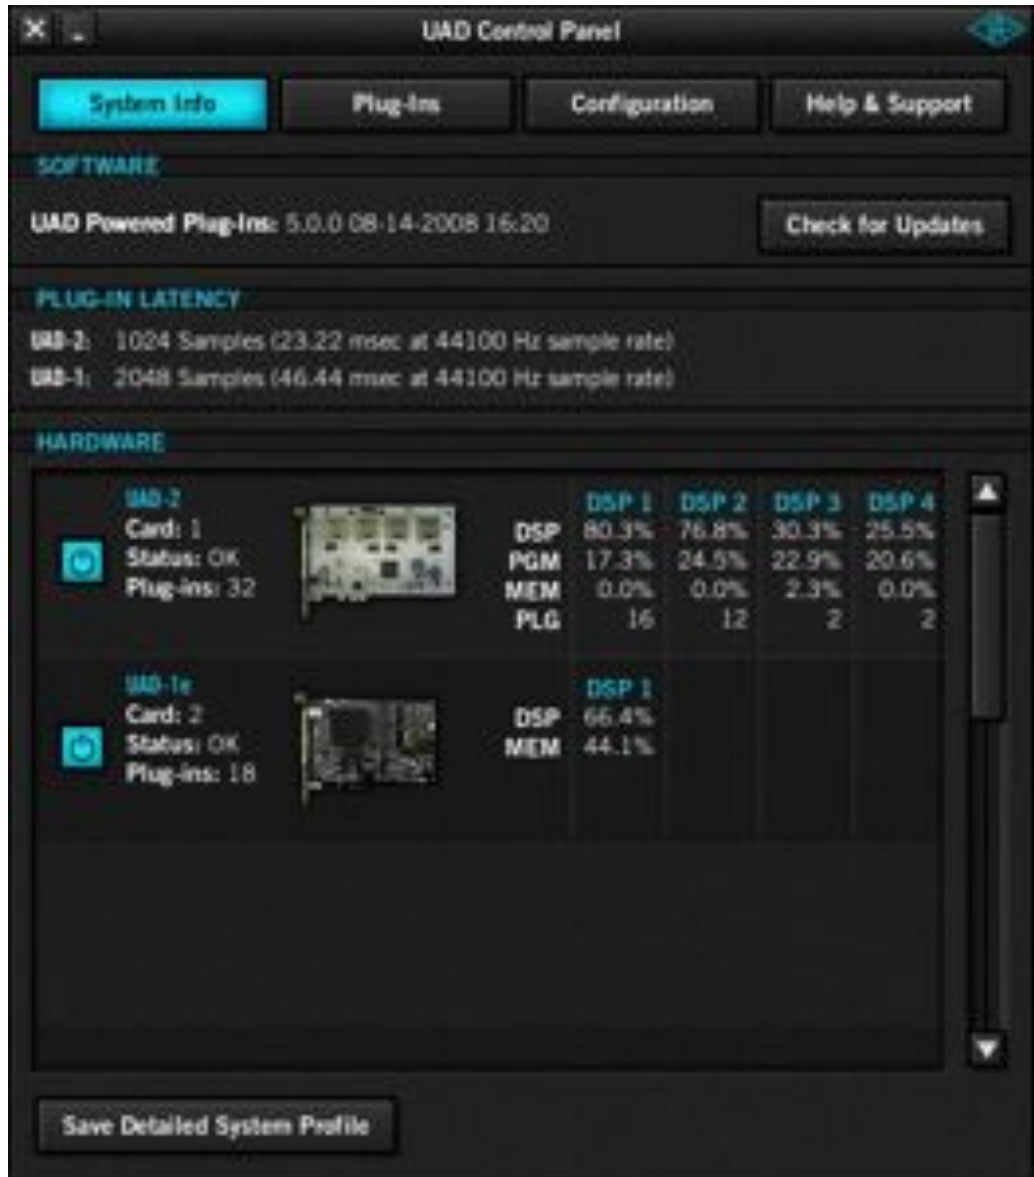 UAD Control Panel
System Info Plug-Ins Configuration Help & Support
SOFTWARE
UAD Powered Plug-Ins: 5.0.0 08-14-2008 16:20
Check for Updates
PLUG-IN LATENCY
UAD-2: 1024 Samples (23.22 msec at 44100 Hz sample rate)
UAD-1: 2048 Samples (46.44 msec at 44100 Hz sample rate)
HARDWARE
UAD-2
Card: 1
Status: OK
Plug-ins: 32
DSP 1 DSP 2 DSP 3 DSP 4
DSP 80.3% 76.8% 30.3% 25.5%
PGM 17.3% 24.5% 22.9% 20.6%
MEM 0.0% 0.0% 2.3% 0.0%
PLG 16 12 2 2
UAD-1e
Card: 2
Status: OK
Plug-ins: 18
DSP 1
DSP 66.4%
MEM 44.1%
Save Detailed System Profile